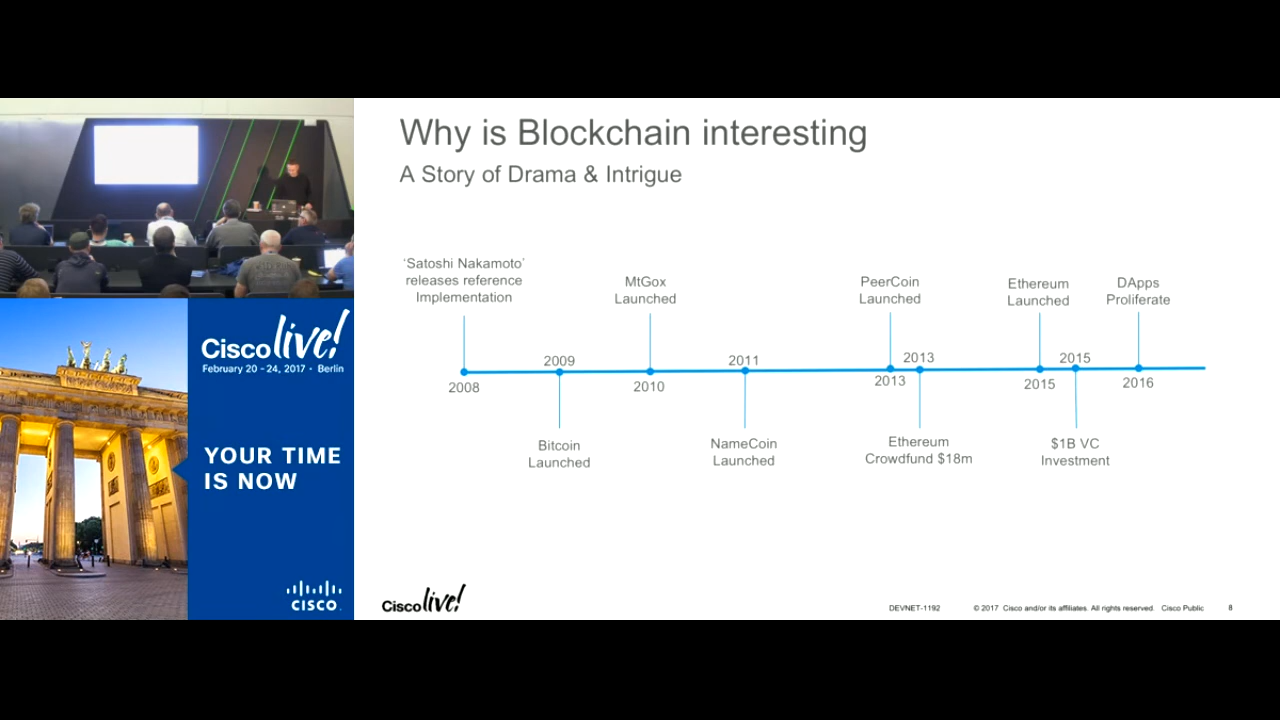 Why is Blockchain interesting
A Story of Drama & Intrigue
‘Satoshi Nakamoto’
releases reference
Implementation
2008
2009
Bitcoin
Launched
MtGox
Launched
2010
2011
NameCoin
Launched
PeerCoin
Launched
2013
2013
Ethereum
Crowdfund $18m
Ethereum
Launched
2015
2015
$1B VC
Investment
DApps
Proliferate
2016
Cisco live!
February 20 - 24, 2017 • Berlin
YOUR TIME
IS NOW
CISCO.
Cisco live!
DEVNET-1192 © 2017 Cisco and/or its affiliates. All rights reserved. Cisco Public 8